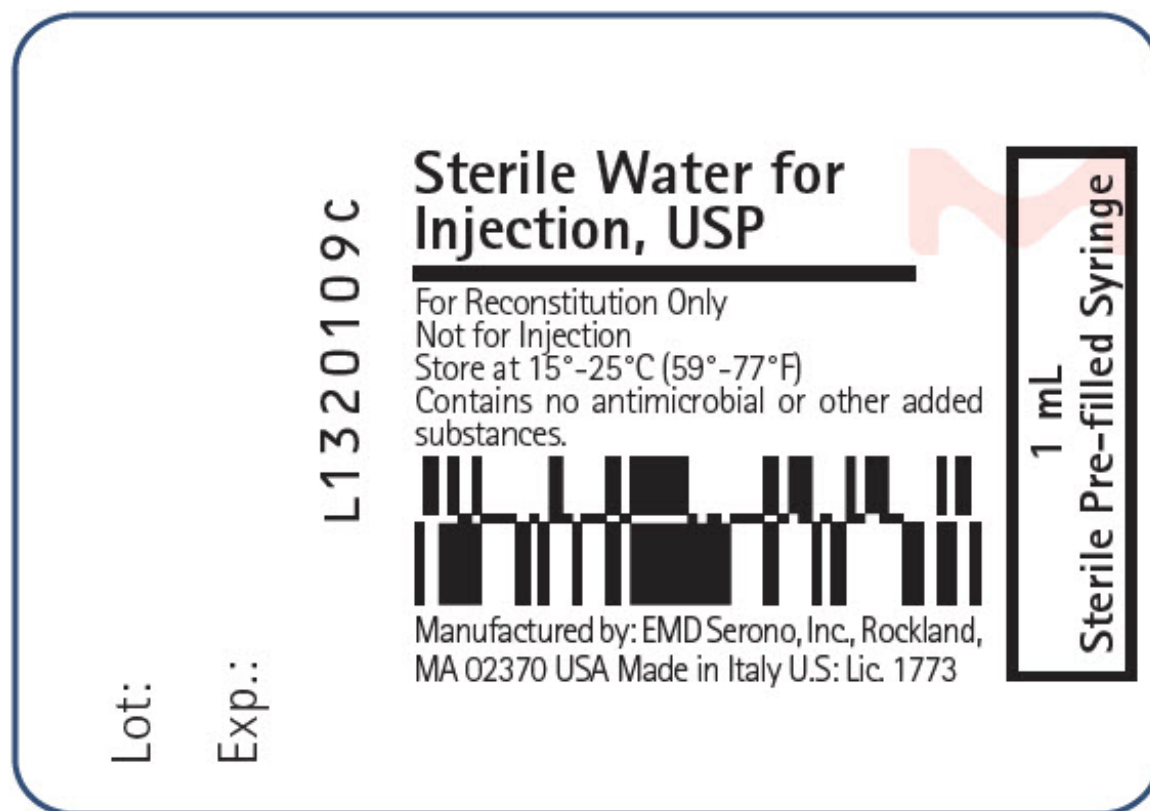 Sterile Water for
Injection, USP
For Reconstitution Only
Not for Injection
Store at 15°-25°C (59°-77°F)
Contains no antimicrobial or other added
substances.
Manufactured by: EMD Serono, Inc., Rockland,
MA 02370 USA Made in Italy U.S: Lic. 1773
1 mL
Sterile Pre-filled Syringe
L1320109C
Lot:
Exp.: